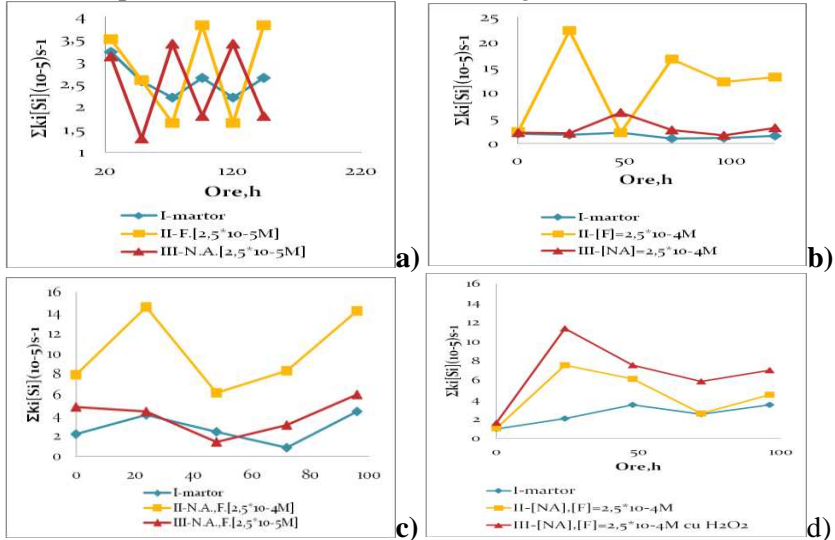 4
3,5
3
2,5
2
1,5
1
Σki[Si](10-5)s-1
20
120
220
Ore,h
I-martor
II-F.[2,5*10-5M]
III-N.A.[2,5*10-5M]
a)
25
20
15
10
5
0
Σki[Si](10-5)s-1
0
50
100
Ore,h
I-martor
II-[F]=2,5*10-4M
III-[NA]=2,5*10-4M
b)
16
14
12
10
8
6
4
2
0
Σki[Si](10-5)s-1
0
20
40
60
80
100
I-martor
II-N.A.,F.[2,5*10-4M]
III-N.A.,F.[2,5*10-5M]
c)
16
14
12
10
8
6
4
2
0
Σki[Si](10-5)s-1
0
50
100
Ore,h
I-martor
II-[NA],[F]=2,5*10-4M
III-[NA],[F]=2,5*10-4M cu H2O2
d)